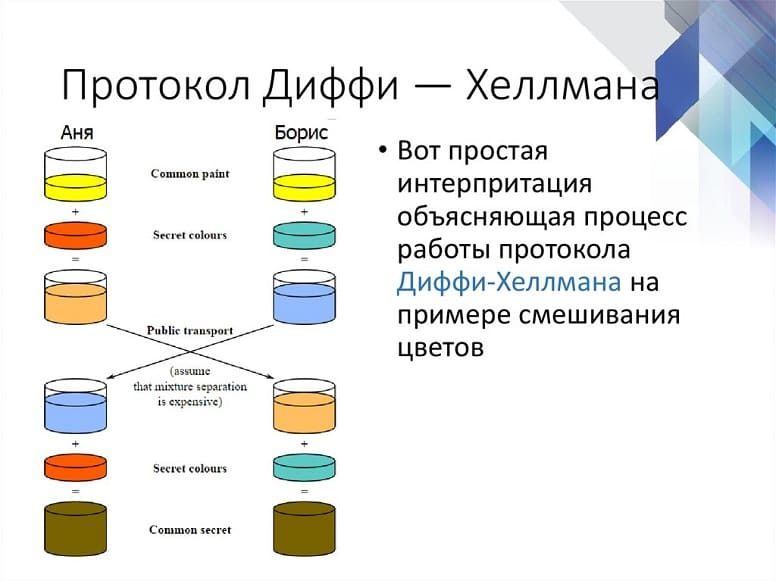 Протокол Диффи — Хеллмана
Аня
Борис
Common paint
+
+
Secret colours
=
=
Public transport
(assume
that mixture separation
is expensive)
+
+
Secret colours
=
=
Common secret
• Вот простая
интерпритация
объясняющая процесс
работы протокола
Диффи-Хеллмана на
примере смешивания
цветов